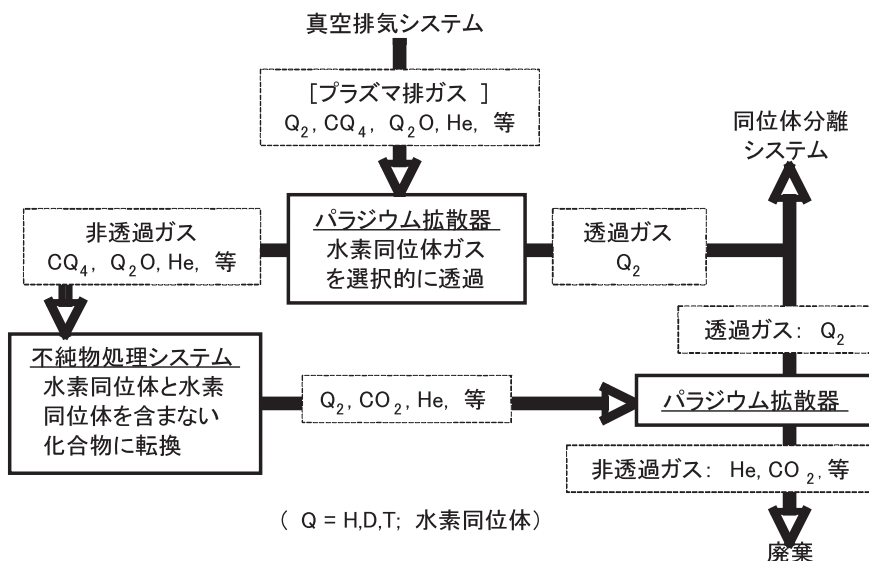 真空排気システム
[プラズマ排ガス ]
Q₂, CQ₄, Q₂O, He, 等
同位体分離
システム
パラジウム拡散器
水素同位体ガス
を選択的に透過
非透過ガス
CQ₄, Q₂O, He, 等
透過ガス
Q₂
透過ガス: Q₂
不純物処理システム
水素同位体と水素
同位体を含まない
化合物に転換
Q₂, CO₂, He, 等
パラジウム拡散器
非透過ガス: He, CO₂, 等
( Q = H,D,T; 水素同位体)
廃棄